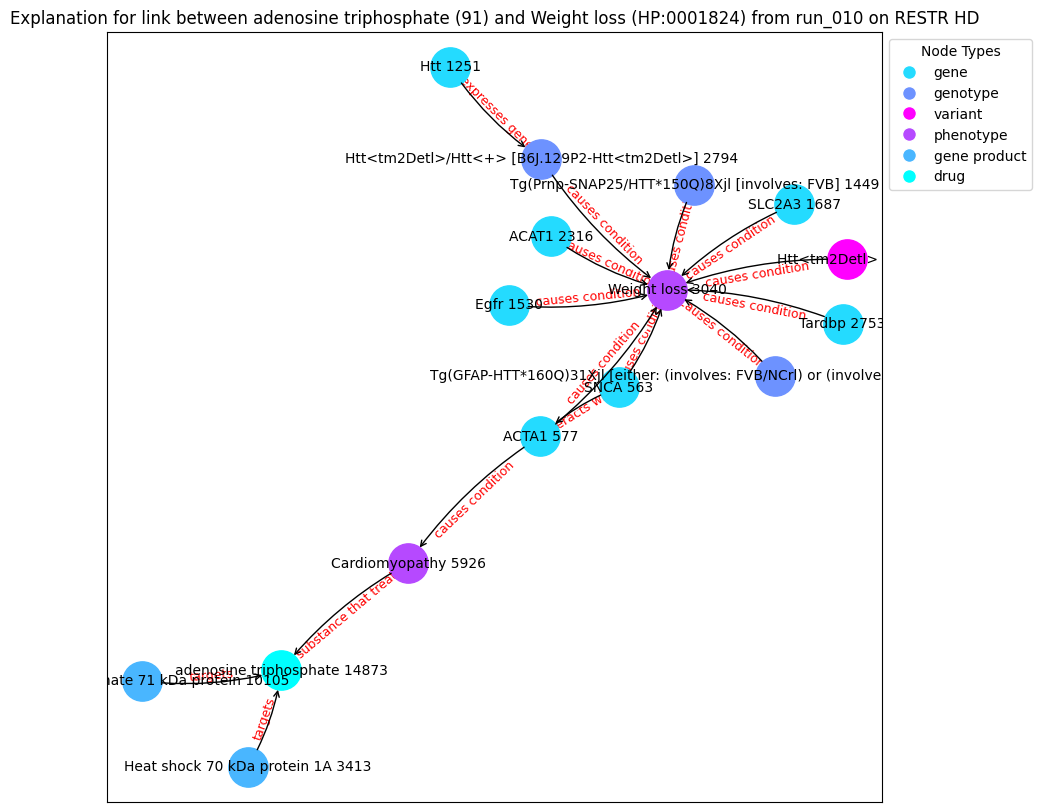 Explanation for link between adenosine triphosphate (91) and Weight loss (HP:0001824) from run_010 on RESTR HD
Node Types
gene
genotype
variant
phenotype
gene product
drug
Htt 1251
expresses gene
Htt<tm2Detl>/Htt<+> [B6J.129P2-Htt<tm2Detl>] 2794
Tg(Prnp-SNAP25/HTT*150Q)8Xjl [involves: FVB] 1449
SLC2A3 1687
causes condition
causes condi
ACAT1 2316
causes condition
causes condition
Htt<tm2Detl>
causes condition
Weight loss 3040
Egfr 1530
causes condition
causes condition
Tardbp 2753
causes condition
causes condition
Tg(GFAP-HTT*160Q)31Xjl [either: (involves: FVB/NCrl) or (involve
SNCA 563
eracts w
ACTA1 577
causes condition
Cardiomyopathy 5926
substance that trea
adenosine triphosphate 14873
nate 71 kDa protein 10105
targets
targets
Heat shock 70 kDa protein 1A 3413